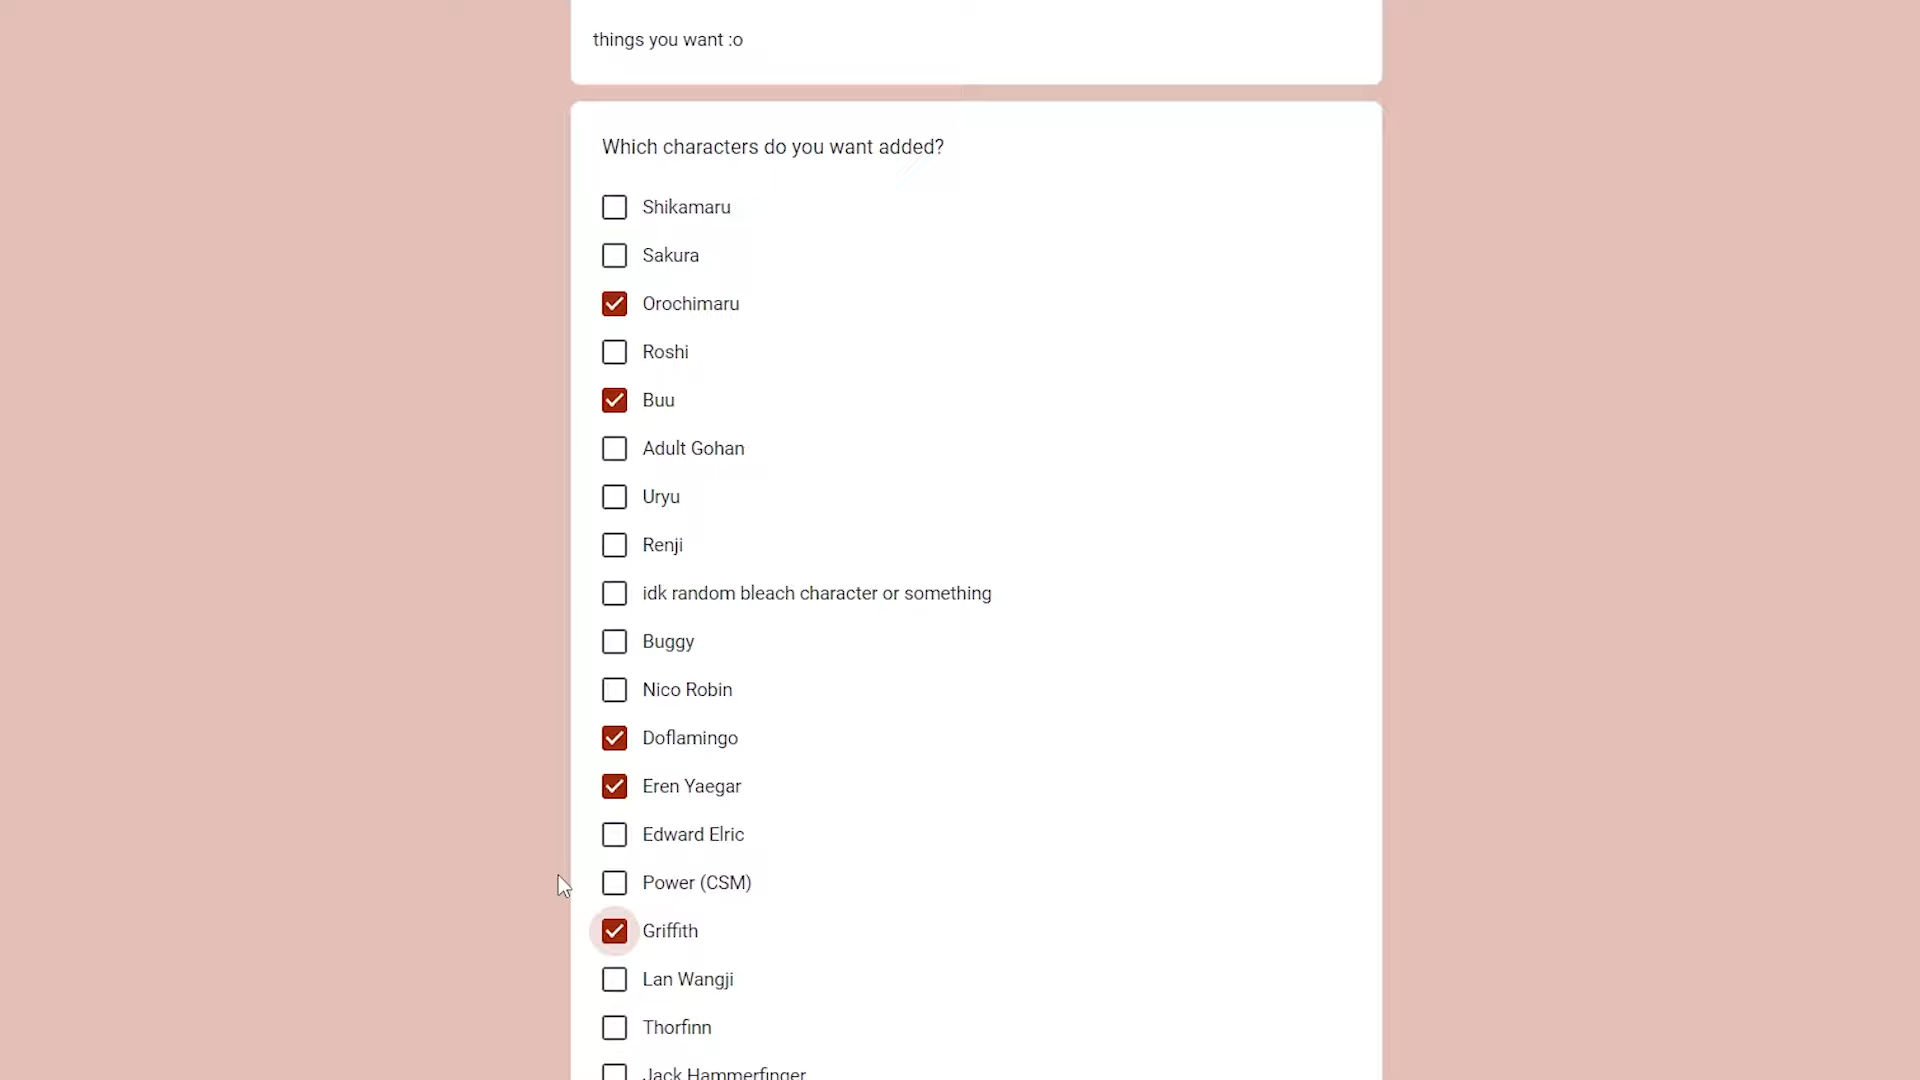 things you want :o
Which characters do you want added?
Shikamaru
Sakura
Orochimaru
Roshi
Buu
Adult Gohan
Uryu
Renji
idk random bleach character or something
Buggy
Nico Robin
Doflamingo
Eren Yaegar
Edward Elric
Power (CSM)
Griffith
Lan Wangji
Thorfinn
Jack Hammerfinger